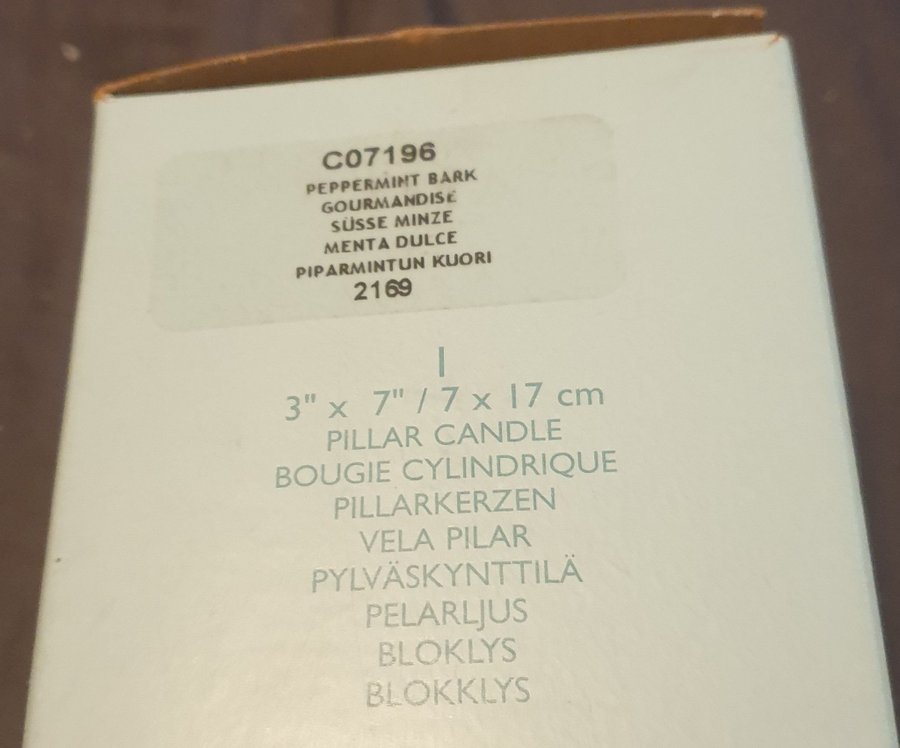 C07196
PEPPERMINT BARK
GOURMANDISE
SÜSSE MINZE
MENTA DULCE
PIPARMINTUN KUORI
2169
1
3" x 7" / 7 x 17 cm
PILLAR CANDLE
BOUGIE CYLINDRIQUE
PILLARKERZEN
VELA PILAR
PYLVÄSKYNTTILÄ
PELARLJUS
BLOKLYS
BLOKKLYS